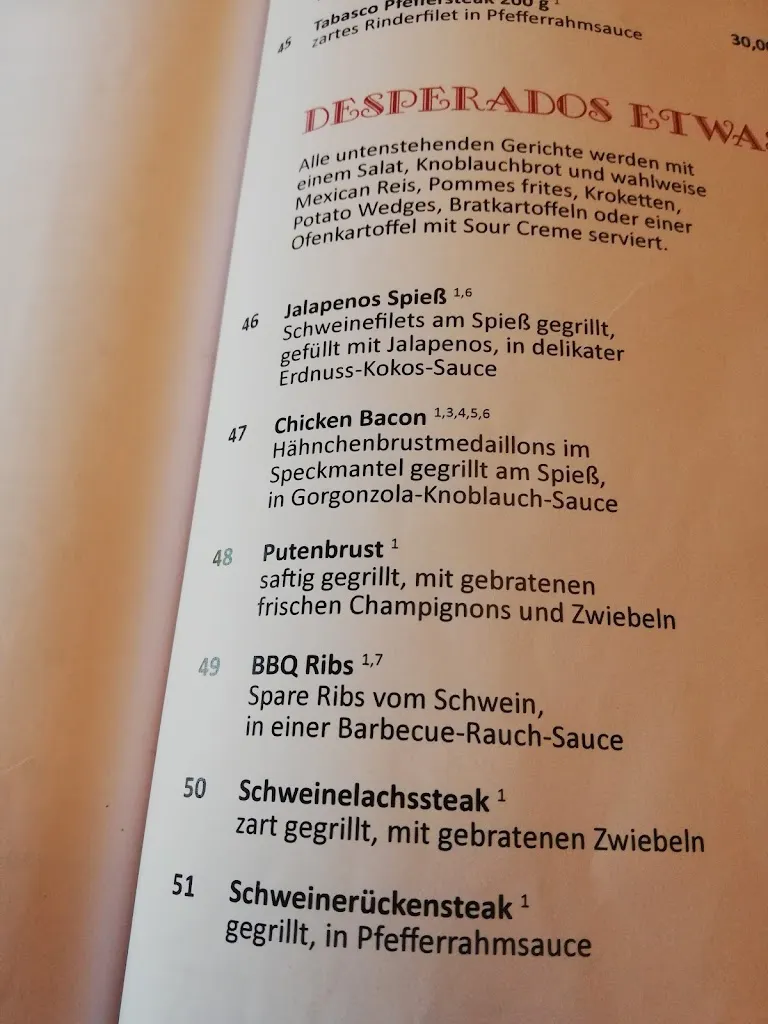 Tabasco Pfeffersteak 200 g ¹
45 zartes Rinderfilet in Pfefferrahmsauce 30,0
DESPERADOS ETWA
Alle untenstehenden Gerichte werden mit
einem Salat, Knoblauchbrot und wahlweise
Mexican Reis, Pommes frites, Kroketten,
Potato Wedges, Bratkartoffeln oder einer
Ofenkartoffel mit Sour Creme serviert.
46 Jalapenos Spieß ¹,⁶
Schweinefilets am Spieß gegrillt,
gefüllt mit Jalapenos, in delikater
Erdnuss-Kokos-Sauce
47 Chicken Bacon ¹,³,⁴,⁵,⁶
Hähnchenbrustmedaillons im
Speckmantel gegrillt am Spieß,
in Gorgonzola-Knoblauch-Sauce
48 Putenbrust ¹
saftig gegrillt, mit gebratenen
frischen Champignons und Zwiebeln
49 BBQ Ribs ¹,⁷
Spare Ribs vom Schwein,
in einer Barbecue-Rauch-Sauce
50 Schweinelachssteak ¹
zart gegrillt, mit gebratenen Zwiebeln
51 Schweinerückensteak ¹
gegrillt, in Pfefferrahmsauce